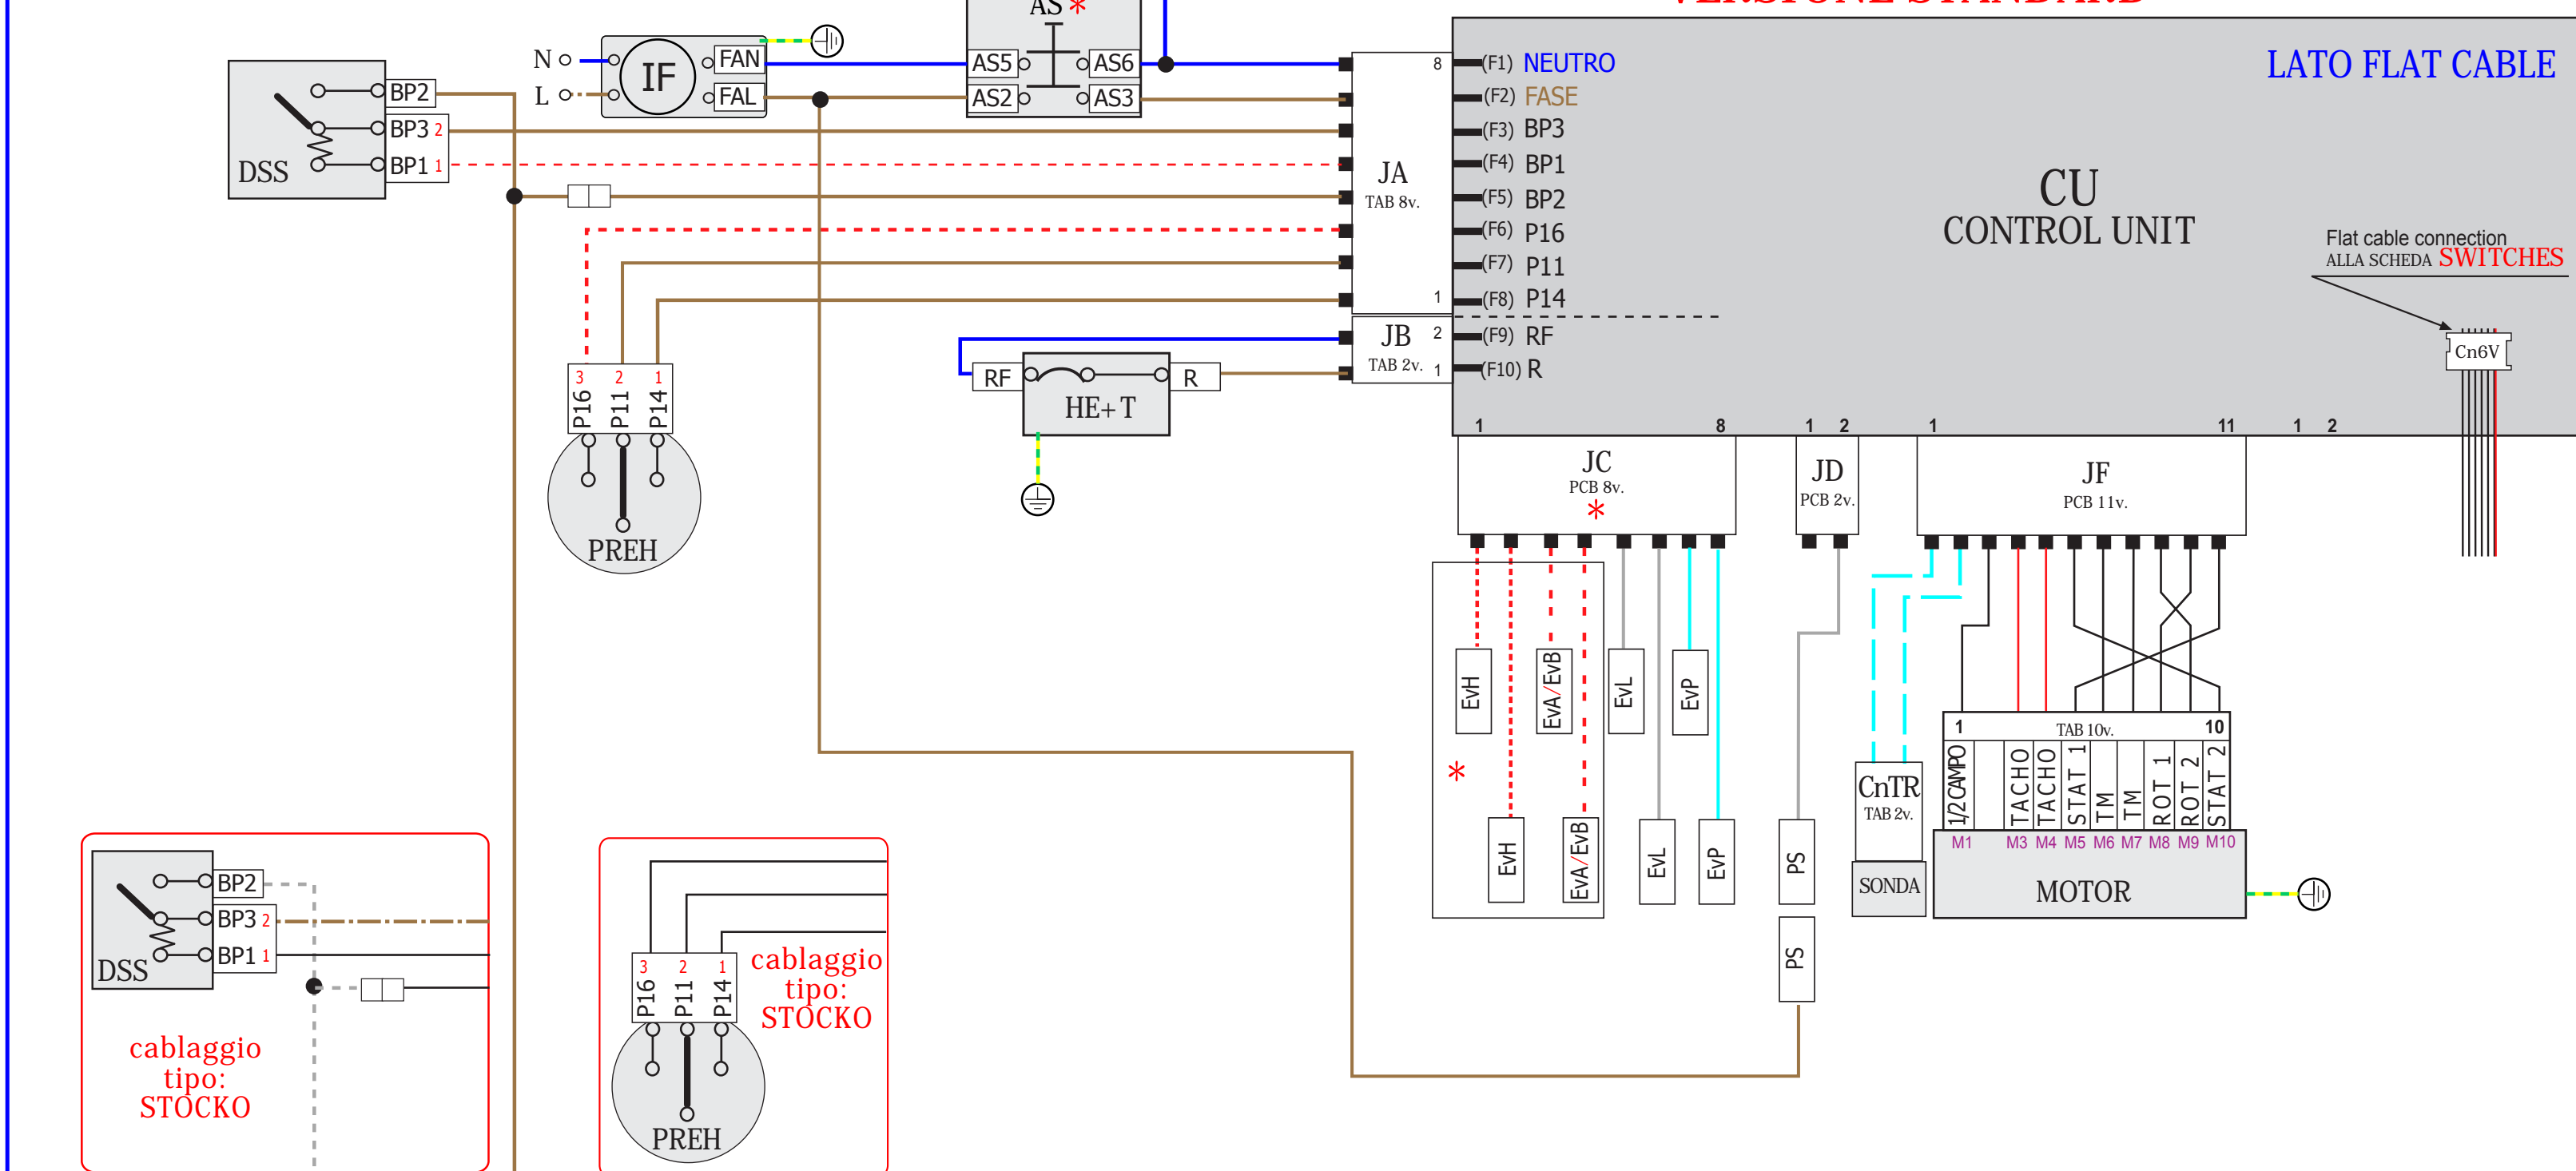 VERSIONE STANDARD
AS *
N
L
IF
FAN
FAL
AS5
AS6
AS2
AS3
DSS
BP2
BP3 2
BP1 1
JA
TAB 8v.
8
1
JB
TAB 2v.
2
1
(F1) NEUTRO
(F2) FASE
(F3) BP3
(F4) BP1
(F5) BP2
(F6) P16
(F7) P11
(F8) P14
(F9) RF
(F10) R
LATO FLAT CABLE
CU
CONTROL UNIT
Flat cable connection
ALLA SCHEDA SWITCHES
Cn6V
3 2 1
P16 P11 P14
PREH
RF
R
HE+T
1 8 1 2 1 11 1 2
JC
PCB 8v.
*
JD
PCB 2v.
JF
PCB 11v.
EvH
EvA/EvB
EvL
EvP
*
EvH
EvA/EvB
EvL
EvP
PS
PS
CnTR
TAB 2v.
SONDA
1 TAB 10v. 10
1/2CAMPO
TACHO
TACHO
STAT 1
TM
TM
ROT 1
ROT 2
STAT 2
M1 M3 M4 M5 M6 M7 M8 M9 M10
MOTOR
DSS
BP2
BP3 2
BP1 1
cablaggio
tipo:
STOCKO
3 2 1
P16 P11 P14
PREH
cablaggio
tipo:
STOCKO